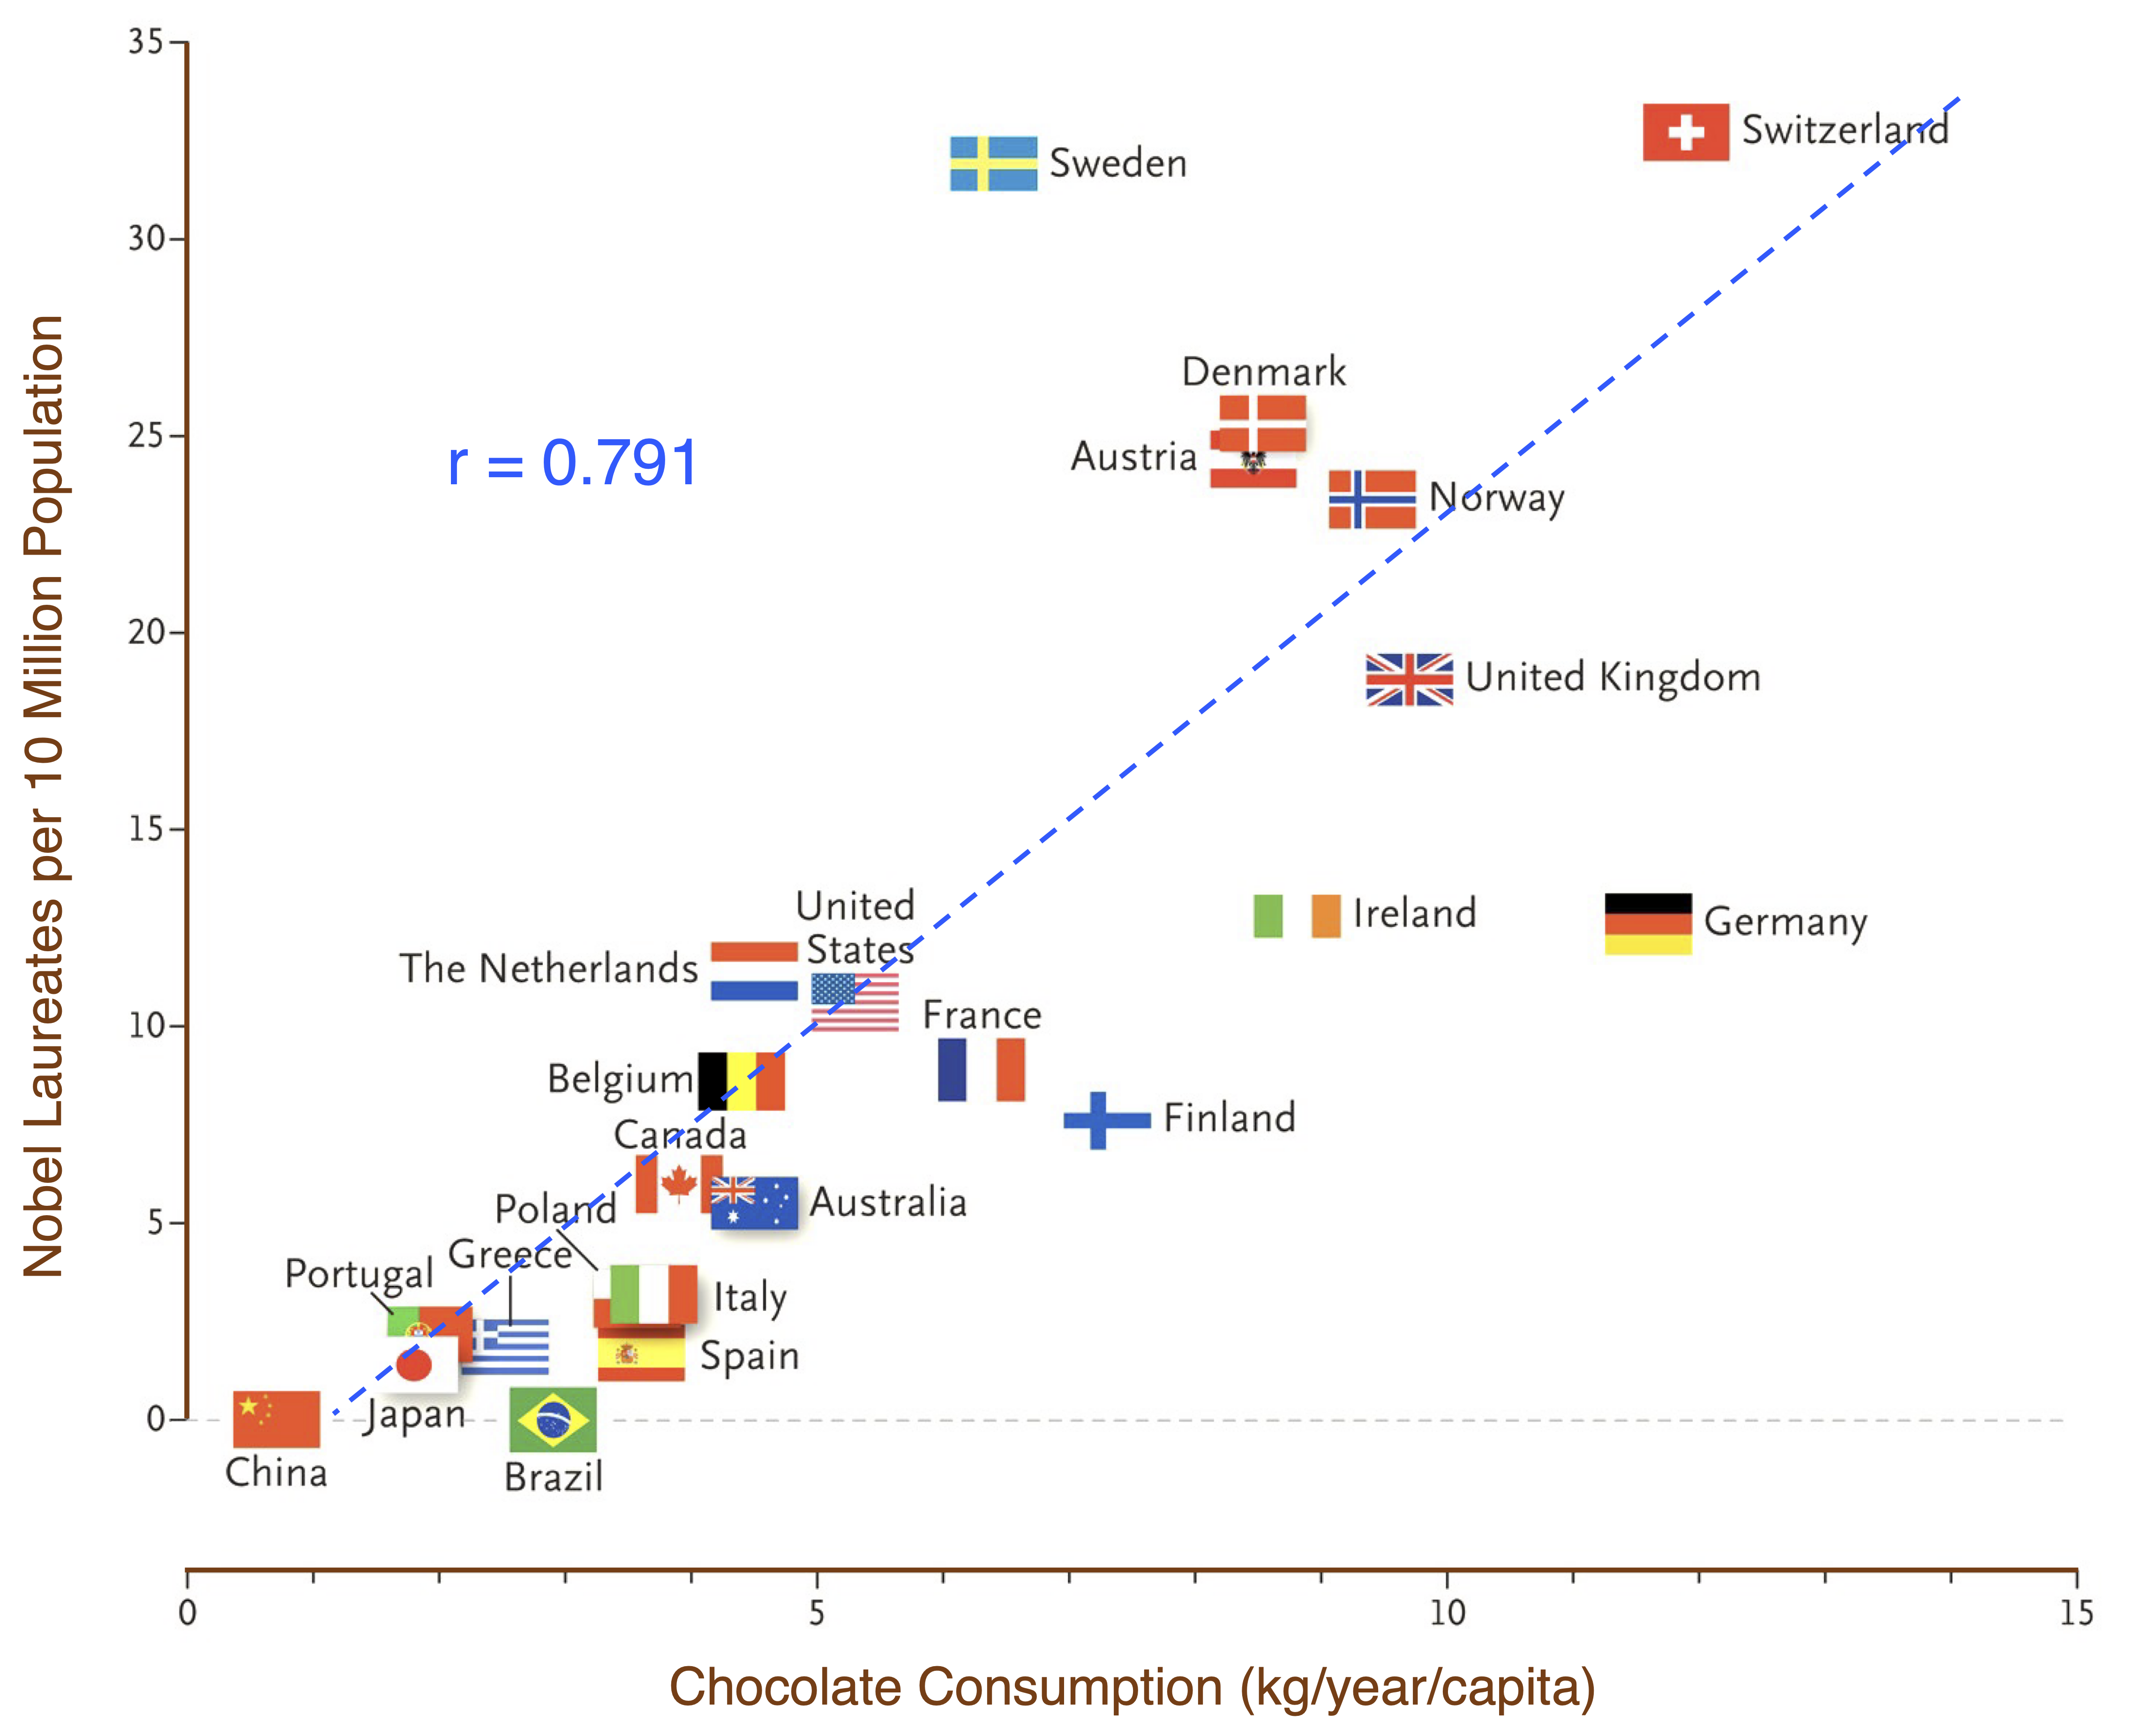 35
Switzerland
Sweden
30
Denmark
25
r = 0.791
Austria
Norway
20
United Kingdom
15
United
States
Ireland
Germany
The Netherlands
10
France
Belgium
Finland
Canada
5
Poland
Australia
Greece
Portugal
Italy
Spain
0
Japan
China
Brazil
0 5 10 15
Chocolate Consumption (kg/year/capita)
Nobel Laureates per 10 Million Population